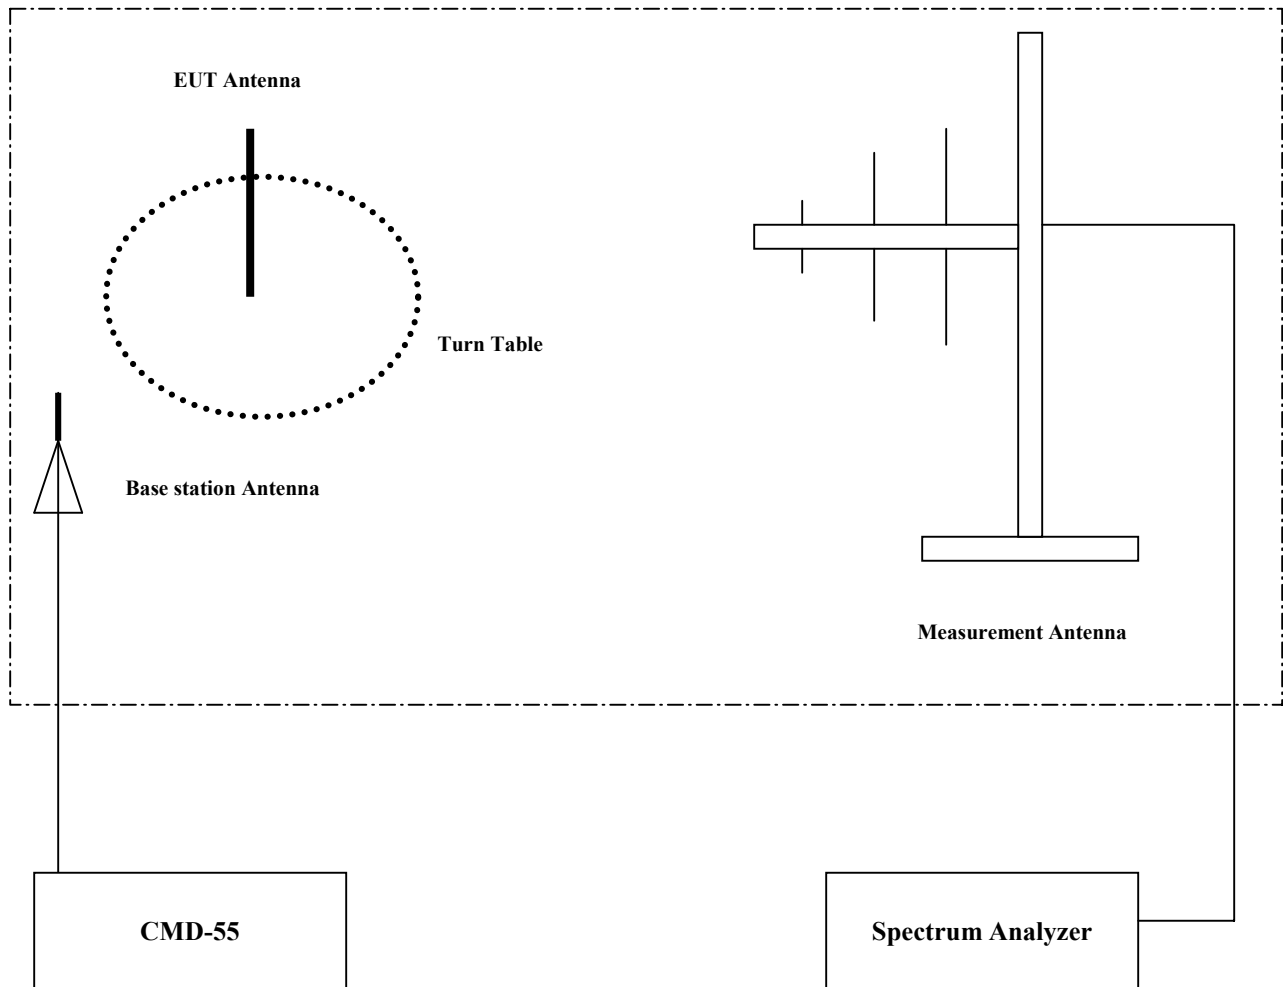 EUT Antenna
Turn Table
Base station Antenna
Measurement Antenna
CMD-55
Spectrum Analyzer